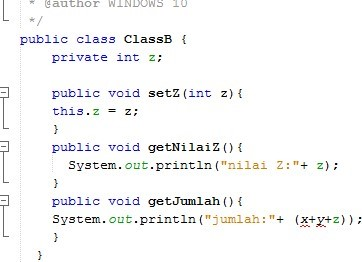 * @author WINDOWS 10
*/
public class ClassB {
private int z;
public void setZ(int z){
this.z = z;
}
public void getNilaiZ(){
System.out.println("nilai Z:"+ z);
}
public void getJumlah(){
System.out.println("jumlah:"+ (x+y+z));
}
}